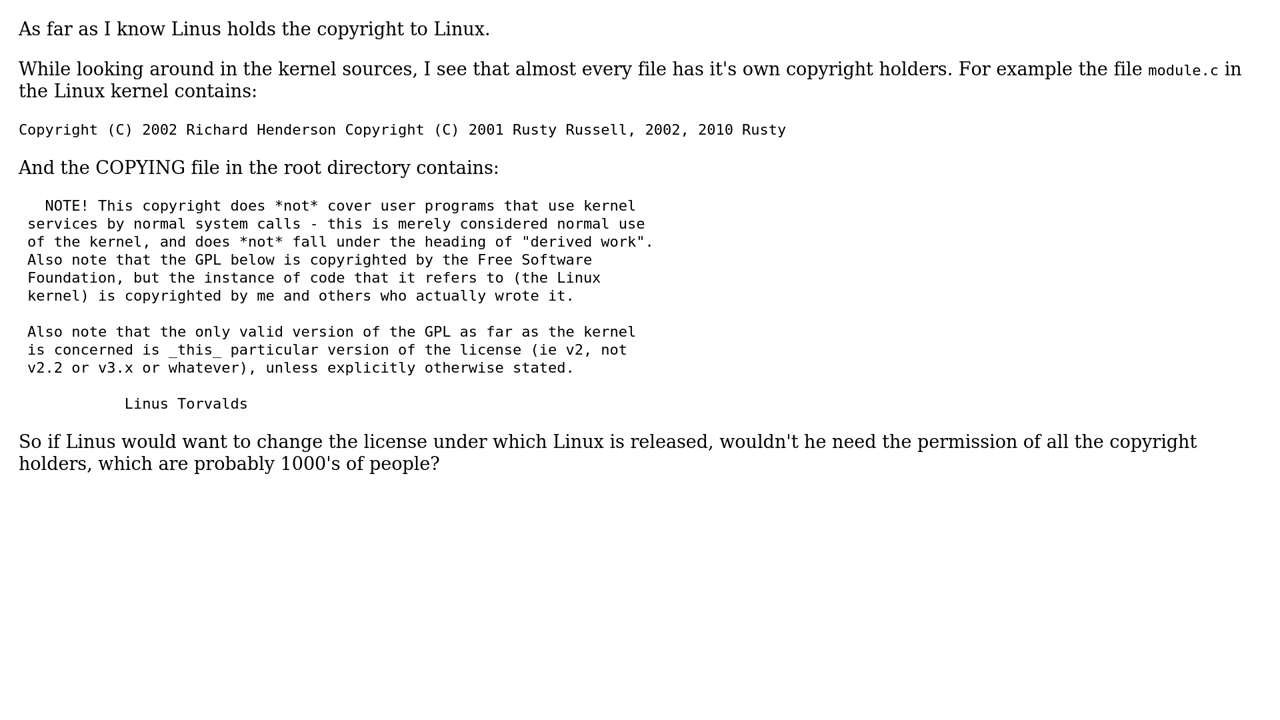 As far as I know Linus holds the copyright to Linux.
While looking around in the kernel sources, I see that almost every file has it's own copyright holders. For example the file module.c in
the Linux kernel contains:
Copyright (C) 2002 Richard Henderson Copyright (C) 2001 Rusty Russell, 2002, 2010 Rusty
And the COPYING file in the root directory contains:
NOTE! This copyright does *not* cover user programs that use kernel
services by normal system calls - this is merely considered normal use
of the kernel, and does *not* fall under the heading of "derived work".
Also note that the GPL below is copyrighted by the Free Software
Foundation, but the instance of code that it refers to (the Linux
kernel) is copyrighted by me and others who actually wrote it.
Also note that the only valid version of the GPL as far as the kernel
is concerned is _this_ particular version of the license (ie v2, not
v2.2 or v3.x or whatever), unless explicitly otherwise stated.
Linus Torvalds
So if Linus would want to change the license under which Linux is released, wouldn't he need the permission of all the copyright
holders, which are probably 1000's of people?